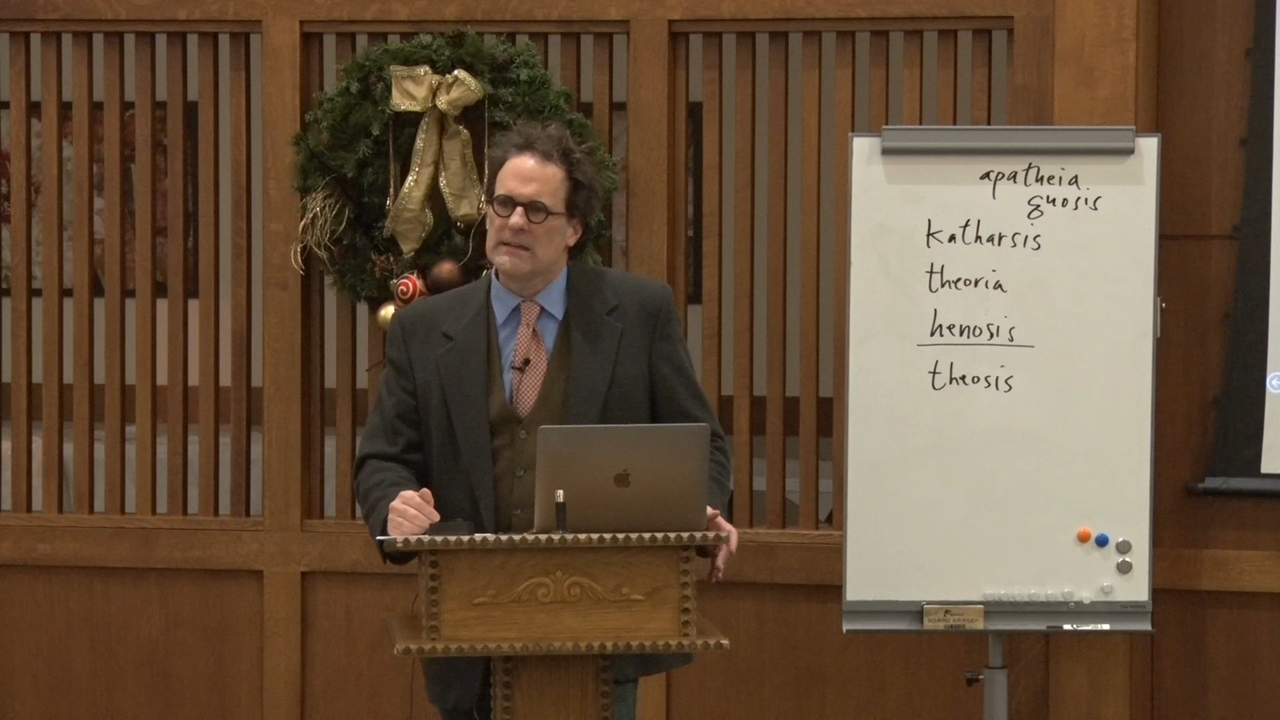 apatheia
gnosis
katharsis
theoria
henosis
theosis